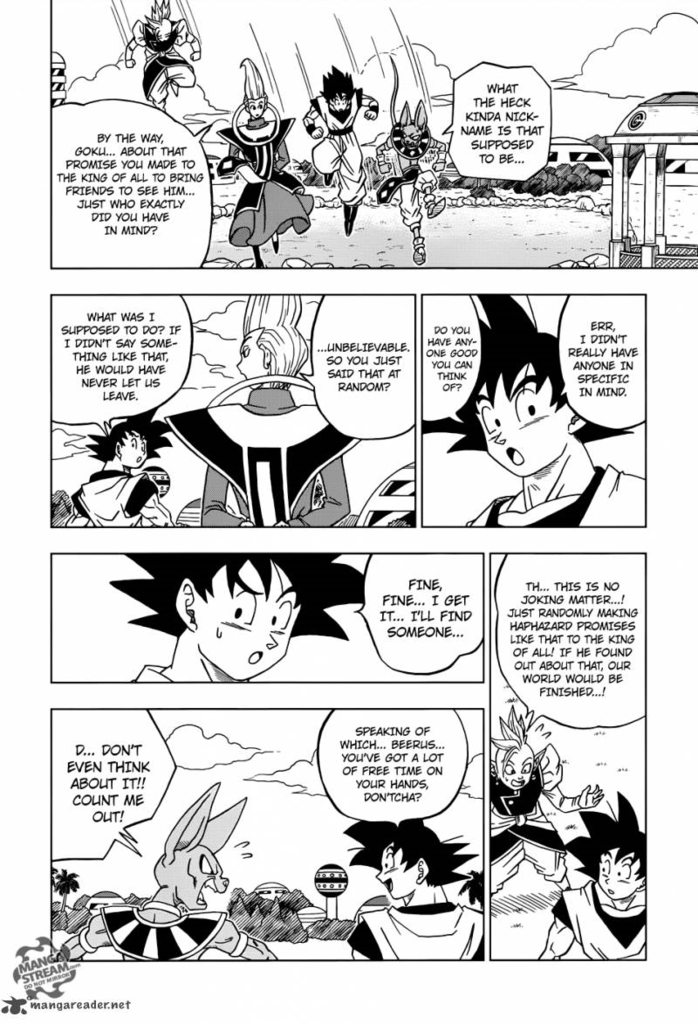 WHAT
THE HECK
KINDA NICK-
NAME IS THAT
SUPPOSED
TO BE...
BY THE WAY,
GOKU... ABOUT THAT
PROMISE YOU MADE TO
THE KING OF ALL TO BRING
FRIENDS TO SEE HIM...
JUST WHO EXACTLY
DID YOU HAVE
IN MIND?
ERR,
I DIDN'T
REALLY HAVE
ANYONE IN
SPECIFIC
IN MIND.
DO YOU
HAVE ANY-
ONE GOOD
YOU CAN
THINK
OF?
...UNBELIEVABLE.
SO YOU JUST
SAID THAT AT
RANDOM?
WHAT WAS I
SUPPOSED TO DO? IF
I DIDN'T SAY SOME-
THING LIKE THAT,
HE WOULD HAVE
NEVER LET US
LEAVE.
TH... THIS IS NO
JOKING MATTER...!
JUST RANDOMLY MAKING
HAPHAZARD PROMISES
LIKE THAT TO THE KING
OF ALL! IF HE FOUND
OUT ABOUT THAT, OUR
WORLD WOULD BE
FINISHED...!
FINE,
FINE... I GET
IT... I'LL FIND
SOMEONE...
SPEAKING OF
WHICH... BEERUS...
YOU'VE GOT A LOT
OF FREE TIME ON
YOUR HANDS,
DON'TCHA?
D... DON'T
EVEN THINK
ABOUT IT!!
COUNT ME
OUT!
MANGA
STREAM.com
DO NOT MIRROR
mangareader.net